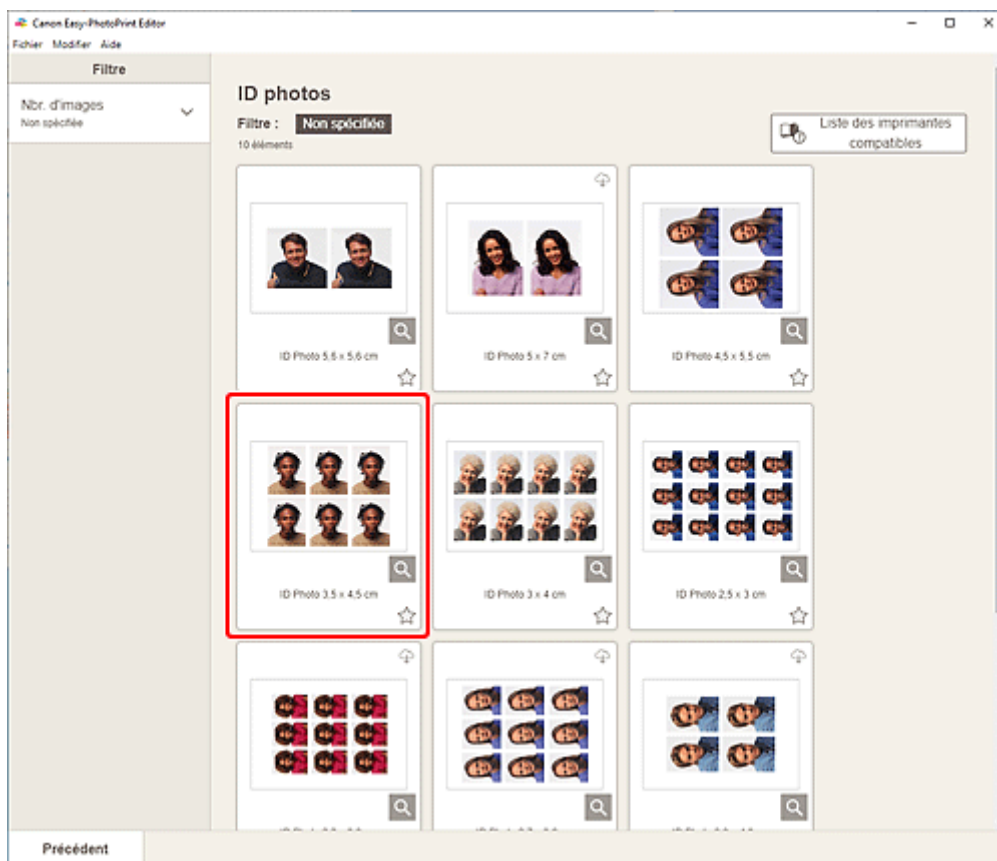 Canon Easy-PhotoPrint Editor
Fichier Modifier Aide
Filtre
Nbr. d'images
Non spécifiée
ID photos
Filtre : Non spécifiée
10 éléments
Liste des imprimantes
compatibles
ID Photo 5,6 x 5,6 cm
ID Photo 5 x 7 cm
ID Photo 4,5 x 5,5 cm
ID Photo 3,5 x 4,5 cm
ID Photo 3 x 4 cm
ID Photo 2,5 x 3 cm
Précédent